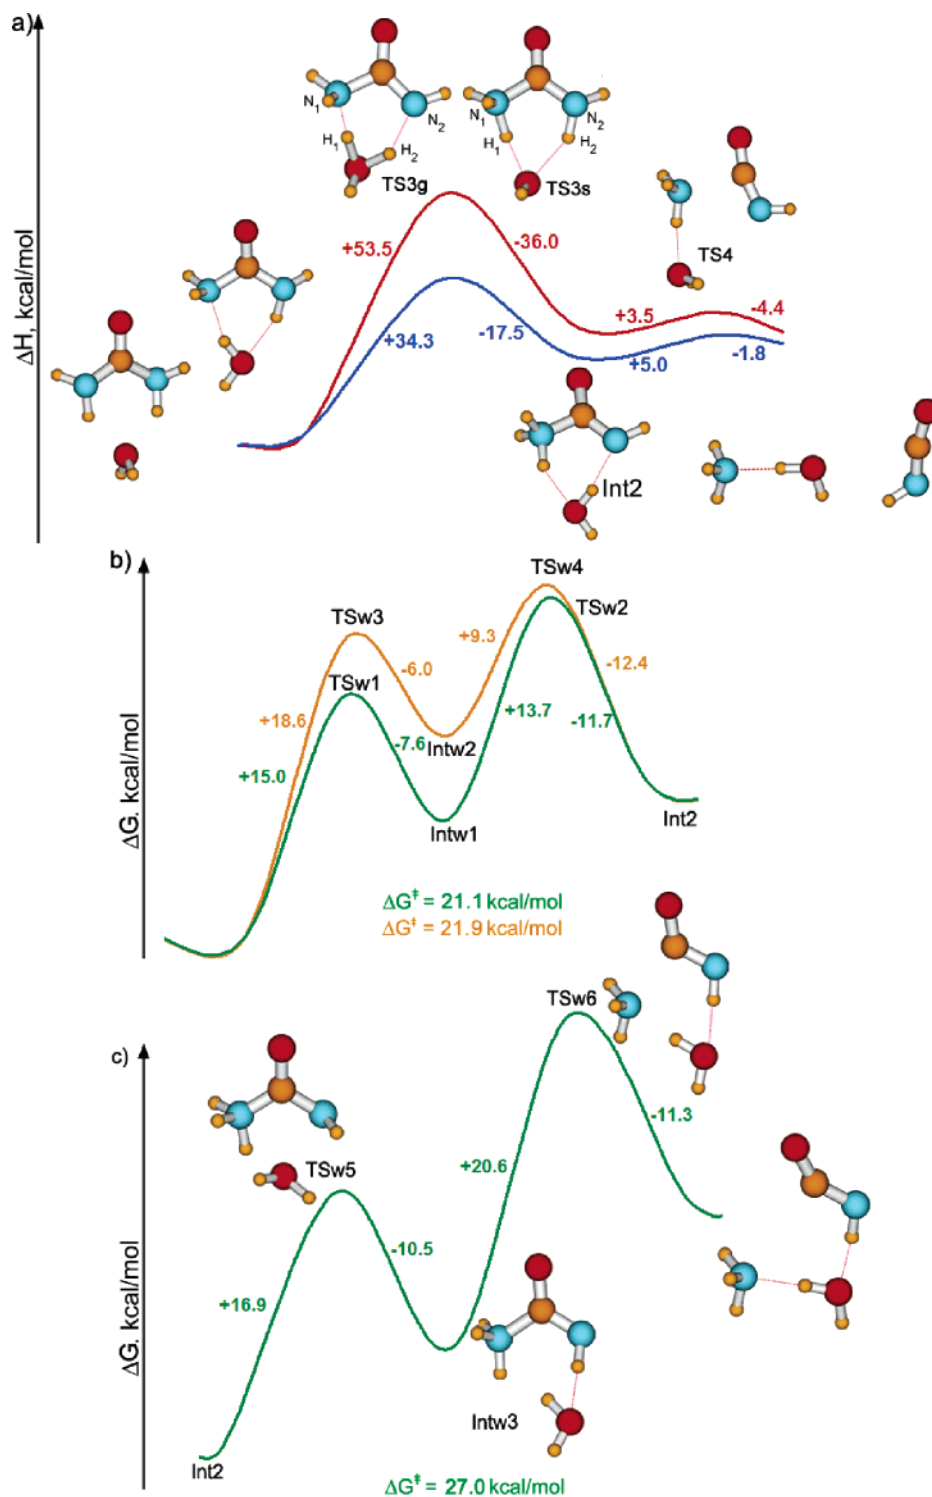 a)
ΔH, kcal/mol
N1
N2
H1
H2
TS3g
N1
N2
H1
H2
TS3s
TS4
+53.5
-36.0
+3.5
-4.4
+34.3
-17.5
+5.0
-1.8
Int2
b)
ΔG. kcal/mol
TSw4
TSw3
TSw2
+9.3
-6.0
-12.4
TSw1
+18.6
+13.7
-11.7
-7.6
Intw2
+15.0
Int2
Intw1
ΔG‡ = 21.1 kcal/mol
ΔG‡ = 21.9 kcal/mol
c)
ΔG. kcal/mol
TSw6
TSw5
-11.3
+20.6
-10.5
+16.9
Intw3
Int2
ΔG‡ = 27.0 kcal/mol